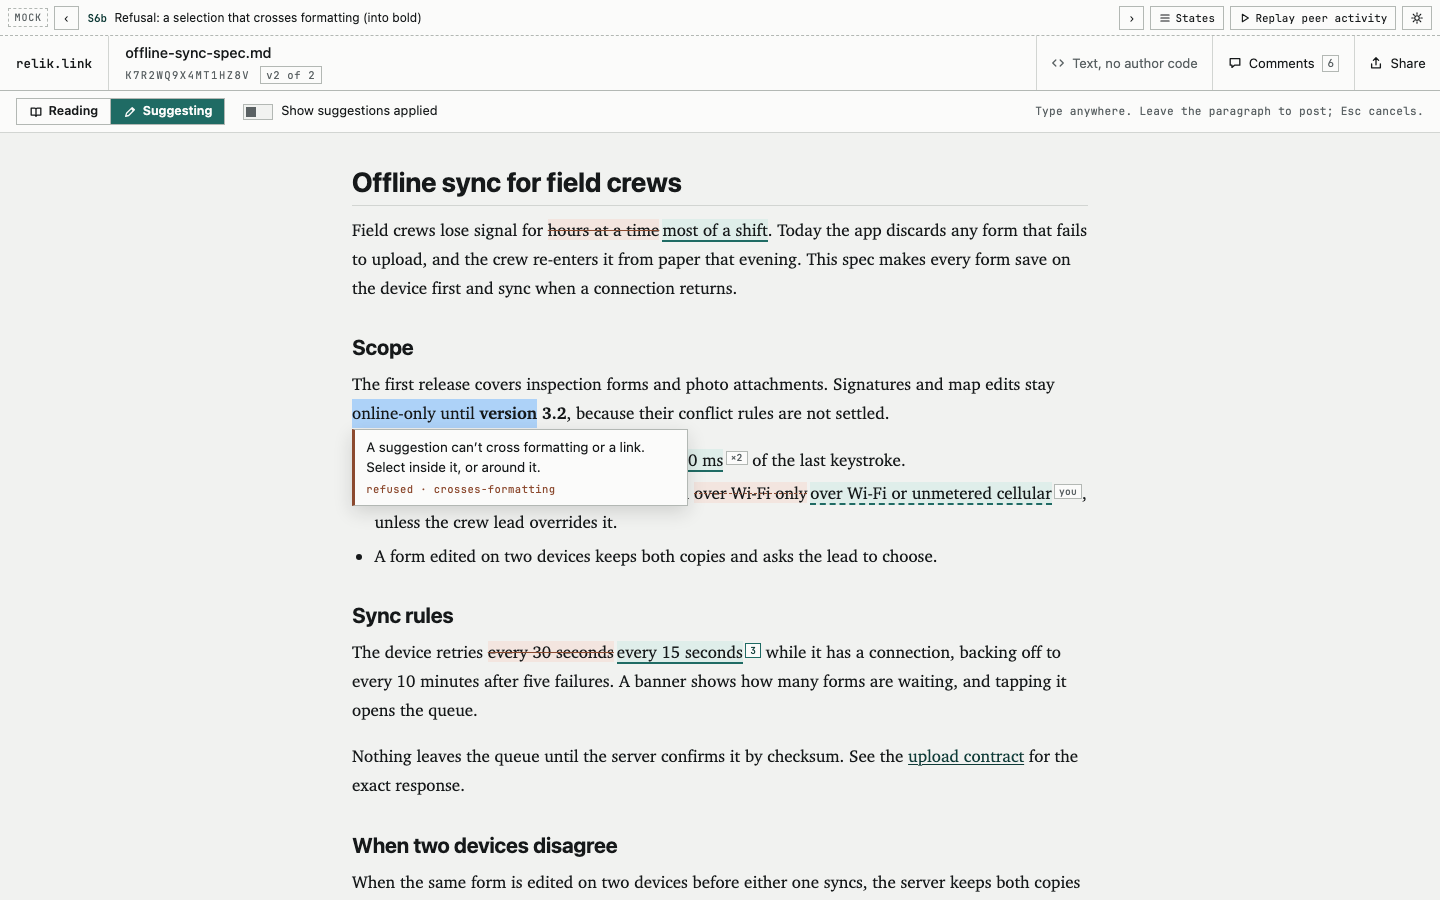 MOCK ‹ S6b Refusal: a selection that crosses formatting (into bold) › States Replay peer activity
relik.link offline-sync-spec.md K7R2WQ9X4MT1HZ8V v2 of 2 Text, no author code Comments 6 Share
Reading Suggesting Show suggestions applied Type anywhere. Leave the paragraph to post; Esc cancels.
Offline sync for field crews
Field crews lose signal for hours at a time most of a shift. Today the app discards any form that fails
to upload, and the crew re-enters it from paper that evening. This spec makes every form save on
the device first and sync when a connection returns.
Scope
The first release covers inspection forms and photo attachments. Signatures and map edits stay
online-only until version 3.2, because their conflict rules are not settled.
A suggestion can’t cross formatting or a link.
Select inside it, or around it.
refused · crosses-formatting
0 ms ×2 of the last keystroke.
over Wi-Fi only over Wi-Fi or unmetered cellular you,
unless the crew lead overrides it.
• A form edited on two devices keeps both copies and asks the lead to choose.
Sync rules
The device retries every 30 seconds every 15 seconds 3 while it has a connection, backing off to
every 10 minutes after five failures. A banner shows how many forms are waiting, and tapping it
opens the queue.
Nothing leaves the queue until the server confirms it by checksum. See the upload contract for the
exact response.
When two devices disagree
When the same form is edited on two devices before either one syncs, the server keeps both copies